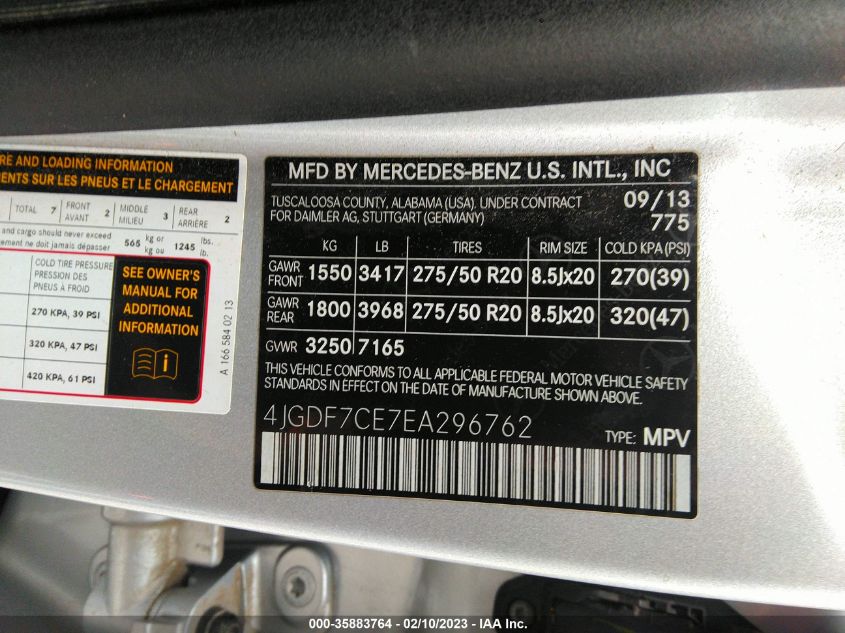 RE AND LOADING INFORMATION
ENTS SUR LES PNEUS ET LE CHARGEMENT
TOTAL 7 FRONT AVANT 2 MIDDLE MILIEU 3 REAR ARRIÈRE 2
and cargo should never exceed
ement ne doit jamais dépasser 565 kg or kg ou 1245 lbs. lb.
COLD TIRE PRESSURE
PRESSION DES
PNEUS À FROID
270 KPA, 39 PSI
320 KPA, 47 PSI
420 KPA, 61 PSI
SEE OWNER'S
MANUAL FOR
ADDITIONAL
INFORMATION
A 166 584 02 13
MFD BY MERCEDES-BENZ U.S. INTL., INC
TUSCALOOSA COUNTY, ALABAMA (USA). UNDER CONTRACT 09/13
FOR DAIMLER AG, STUTTGART (GERMANY) 775
KG LB TIRES RIM SIZE COLD KPA(PSI)
GAWR FRONT 1550 3417 275/50 R20 8.5Jx20 270(39)
GAWR REAR 1800 3968 275/50 R20 8.5Jx20 320(47)
GVWR 3250 7165
THIS VEHICLE CONFORMS TO ALL APPLICABLE FEDERAL MOTOR VEHICLE SAFETY
STANDARDS IN EFFECT ON THE DATE OF MANUFACTURE SHOWN ABOVE.
4JGDF7CE7EA296762
TYPE: MPV
000-35883764 - 02/10/2023 - IAA Inc.